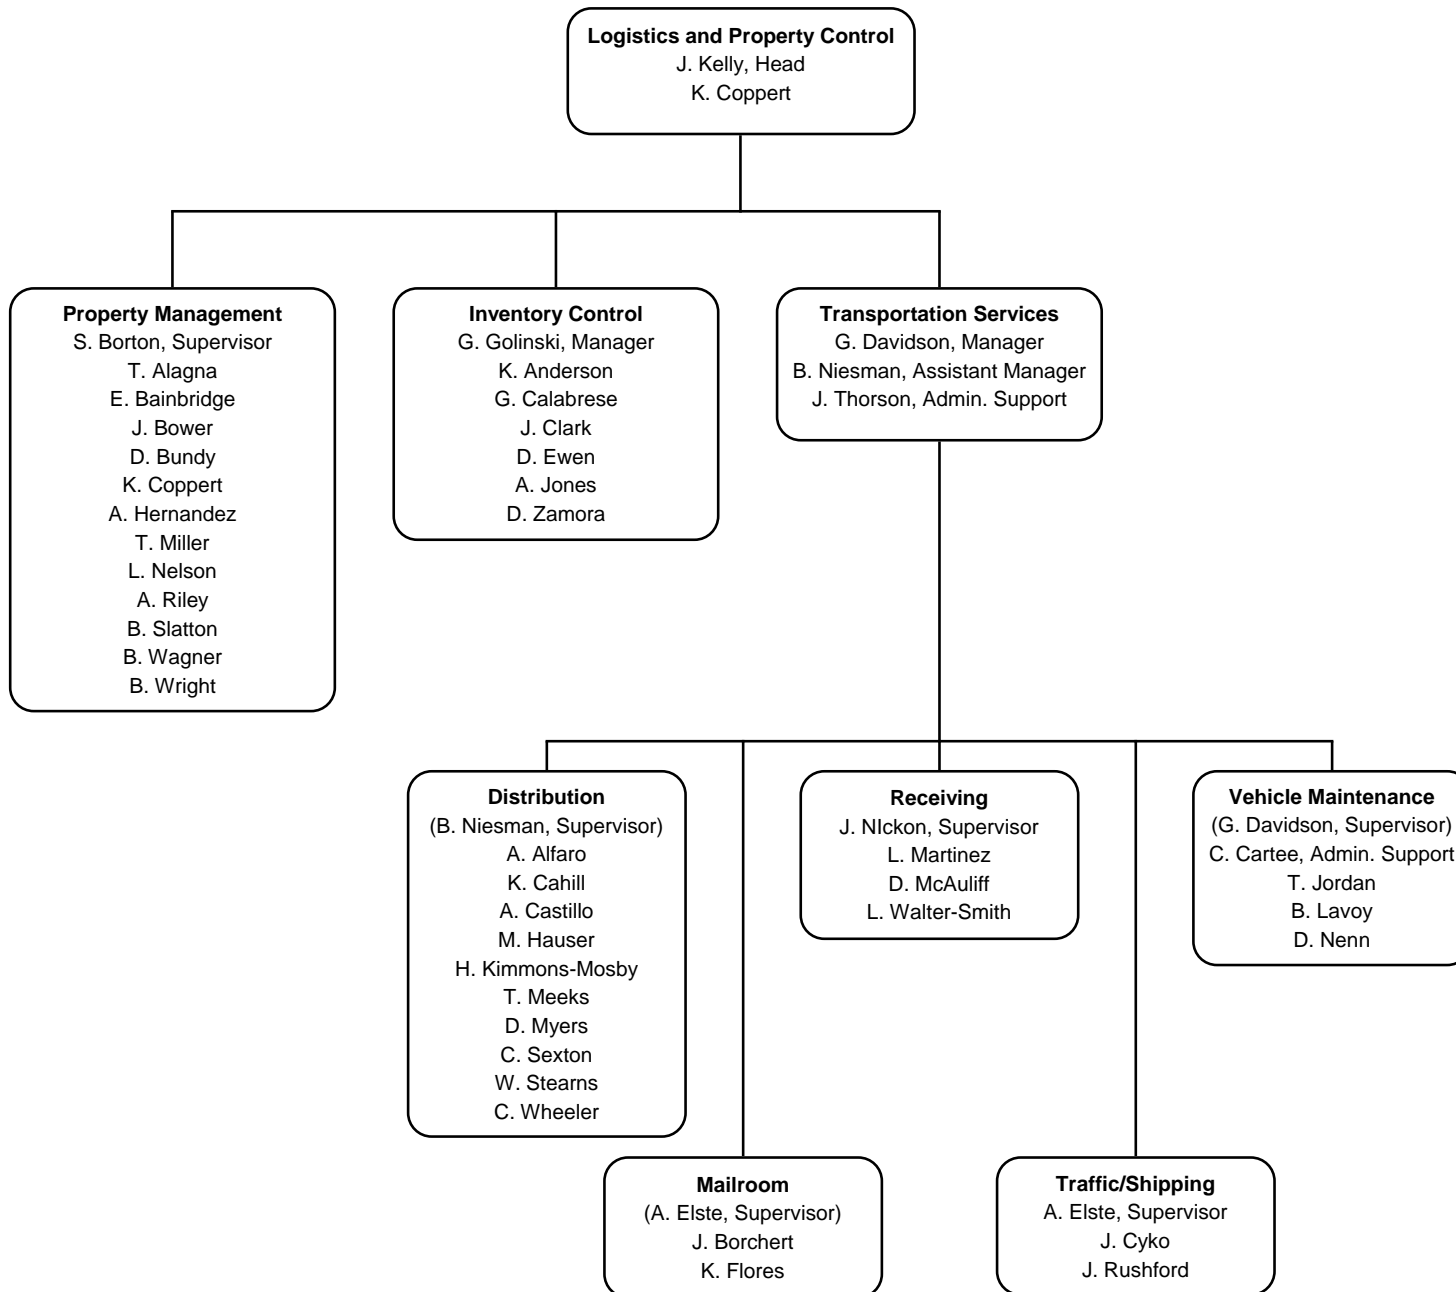 Logistics and Property Control
J. Kelly, Head
K. Coppert
Property Management
S. Borton, Supervisor
T. Alagna
E. Bainbridge
J. Bower
D. Bundy
K. Coppert
A. Hernandez
T. Miller
L. Nelson
A. Riley
B. Slatton
B. Wagner
B. Wright
Inventory Control
G. Golinski, Manager
K. Anderson
G. Calabrese
J. Clark
D. Ewen
A. Jones
D. Zamora
Transportation Services
G. Davidson, Manager
B. Niesman, Assistant Manager
J. Thorson, Admin. Support
Distribution
(B. Niesman, Supervisor)
A. Alfaro
K. Cahill
A. Castillo
M. Hauser
H. Kimmons-Mosby
T. Meeks
D. Myers
C. Sexton
W. Stearns
C. Wheeler
Receiving
J. NIckon, Supervisor
L. Martinez
D. McAuliff
L. Walter-Smith
Vehicle Maintenance
(G. Davidson, Supervisor)
C. Cartee, Admin. Support
T. Jordan
B. Lavoy
D. Nenn
Mailroom
(A. Elste, Supervisor)
J. Borchert
K. Flores
Traffic/Shipping
A. Elste, Supervisor
J. Cyko
J. Rushford